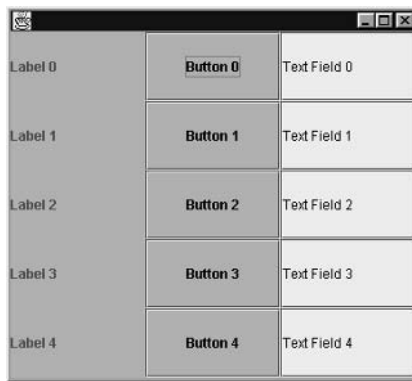 Label 0 Button 0 Text Field 0
Label 1 Button 1 Text Field 1
Label 2 Button 2 Text Field 2
Label 3 Button 3 Text Field 3
Label 4 Button 4 Text Field 4